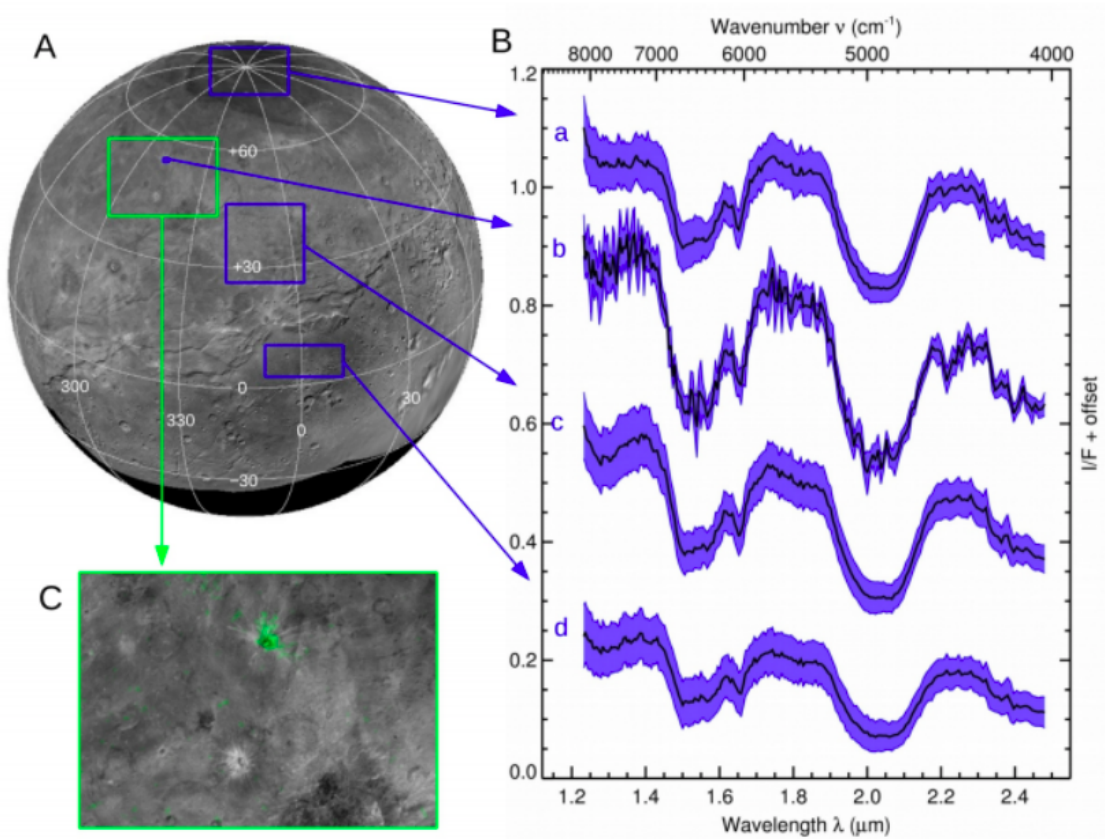 A
+60
+30
300
0
330
30
0
−30
B
Wavenumber ν (cm⁻¹)
8000 7000 6000 5000 4000
1.2
a
1.0
b
0.8
0.6
c
0.4
d
0.2
0.0
1.2 1.4 1.6 1.8 2.0 2.2 2.4
Wavelength λ (μm)
I/F + offset
C